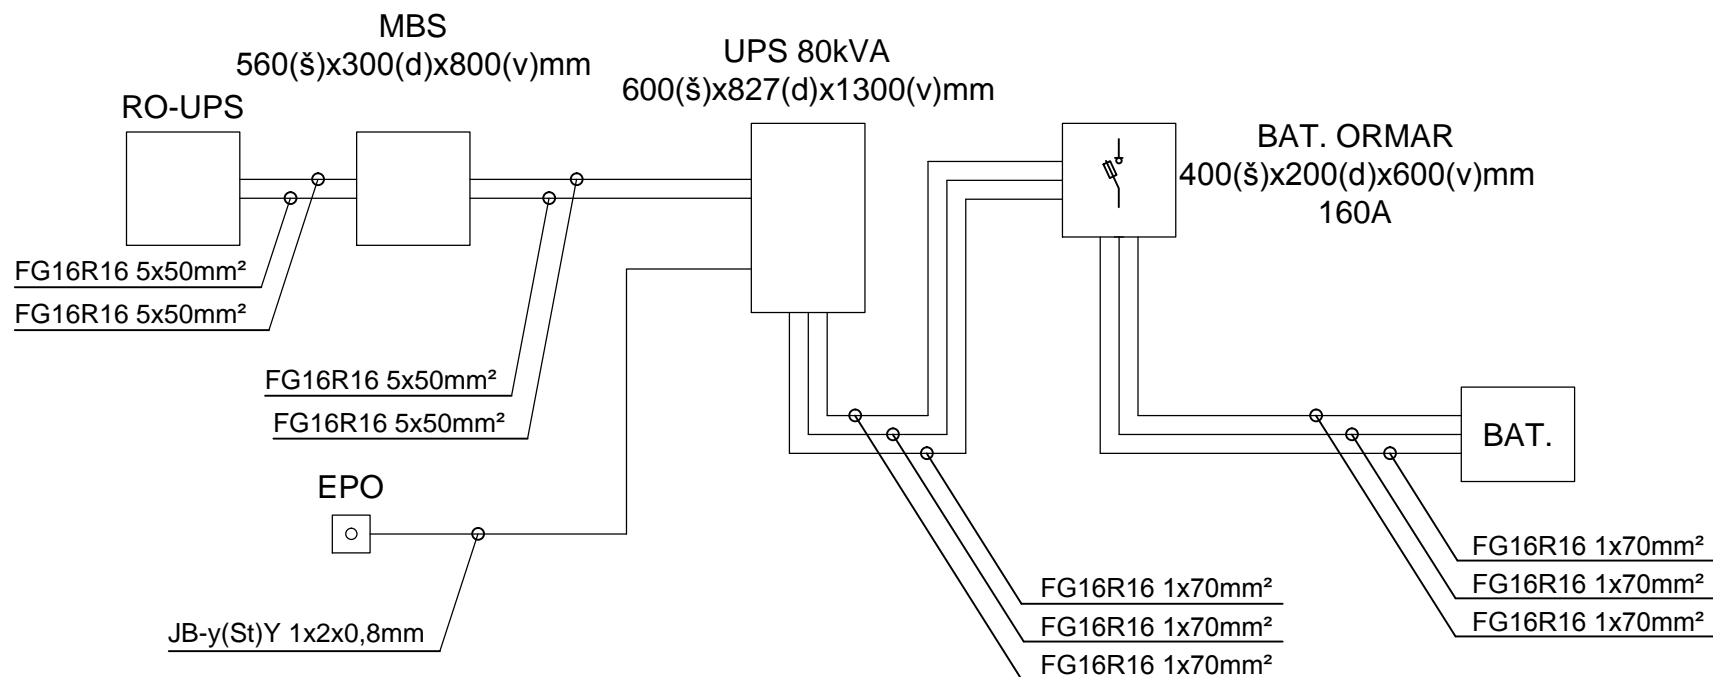 MBS
560(š)x300(d)x800(v)mm
UPS 80kVA
600(š)x827(d)x1300(v)mm
RO-UPS
BAT. ORMAR
400(š)x200(d)x600(v)mm
160A
FG16R16 5x50mm²
FG16R16 5x50mm²
FG16R16 5x50mm²
FG16R16 5x50mm²
BAT.
EPO
JB-y(St)Y 1x2x0,8mm
FG16R16 1x70mm²
FG16R16 1x70mm²
FG16R16 1x70mm²
FG16R16 1x70mm²
FG16R16 1x70mm²
FG16R16 1x70mm²